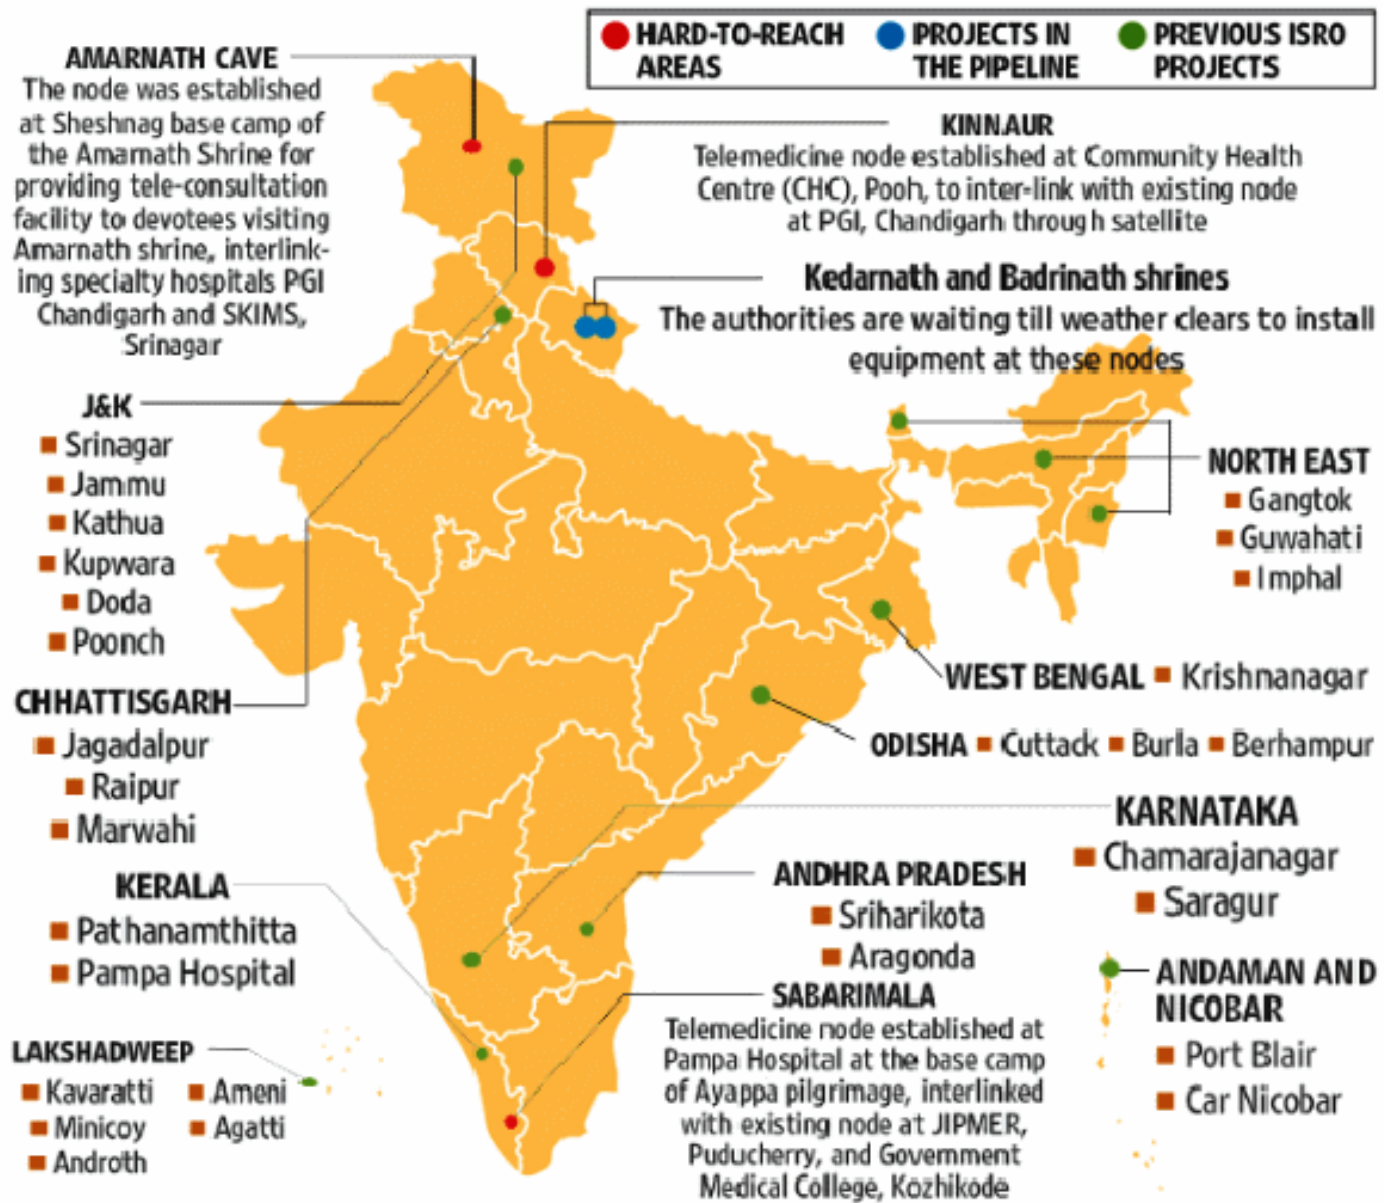 HARD-TO-REACH
AREAS
PROJECTS IN
THE PIPELINE
PREVIOUS ISRO
PROJECTS
AMARNATH CAVE
The node was established
at Sheshnag base camp of
the Amarnath Shrine for
providing tele-consultation
facility to devotees visiting
Amarnath shrine, interlink-
ing specialty hospitals PGI
Chandigarh and SKIMS,
Srinagar
KINNAUR
Telemedicine node established at Community Health
Centre (CHC), Pooh, to inter-link with existing node
at PGI, Chandigarh through satellite
Kedarnath and Badrinath shrines
The authorities are waiting till weather clears to install
equipment at these nodes
J&K
Srinagar
Jammu
Kathua
Kupwara
Doda
Poonch
NORTH EAST
Gangtok
Guwahati
Imphal
CHHATTISGARH
Jagadalpur
Raipur
Marwahi
WEST BENGAL Krishnanagar
ODISHA Cuttack Burla Berhampur
KARNATAKA
Chamarajanagar
Saragur
KERALA
Pathanamthitta
Pampa Hospital
ANDHRA PRADESH
Sriharikota
Aragonda
ANDAMAN AND
NICOBAR
Port Blair
Car Nicobar
SABARIMALA
Telemedicine node established at
Pampa Hospital at the base camp
of Ayappa pilgrimage, interlinked
with existing node at JIPMER,
Puducherry, and Government
Medical College, Kozhikode
LAKSHADWEEP
Kavaratti Ameni
Minicoy Agatti
Androth